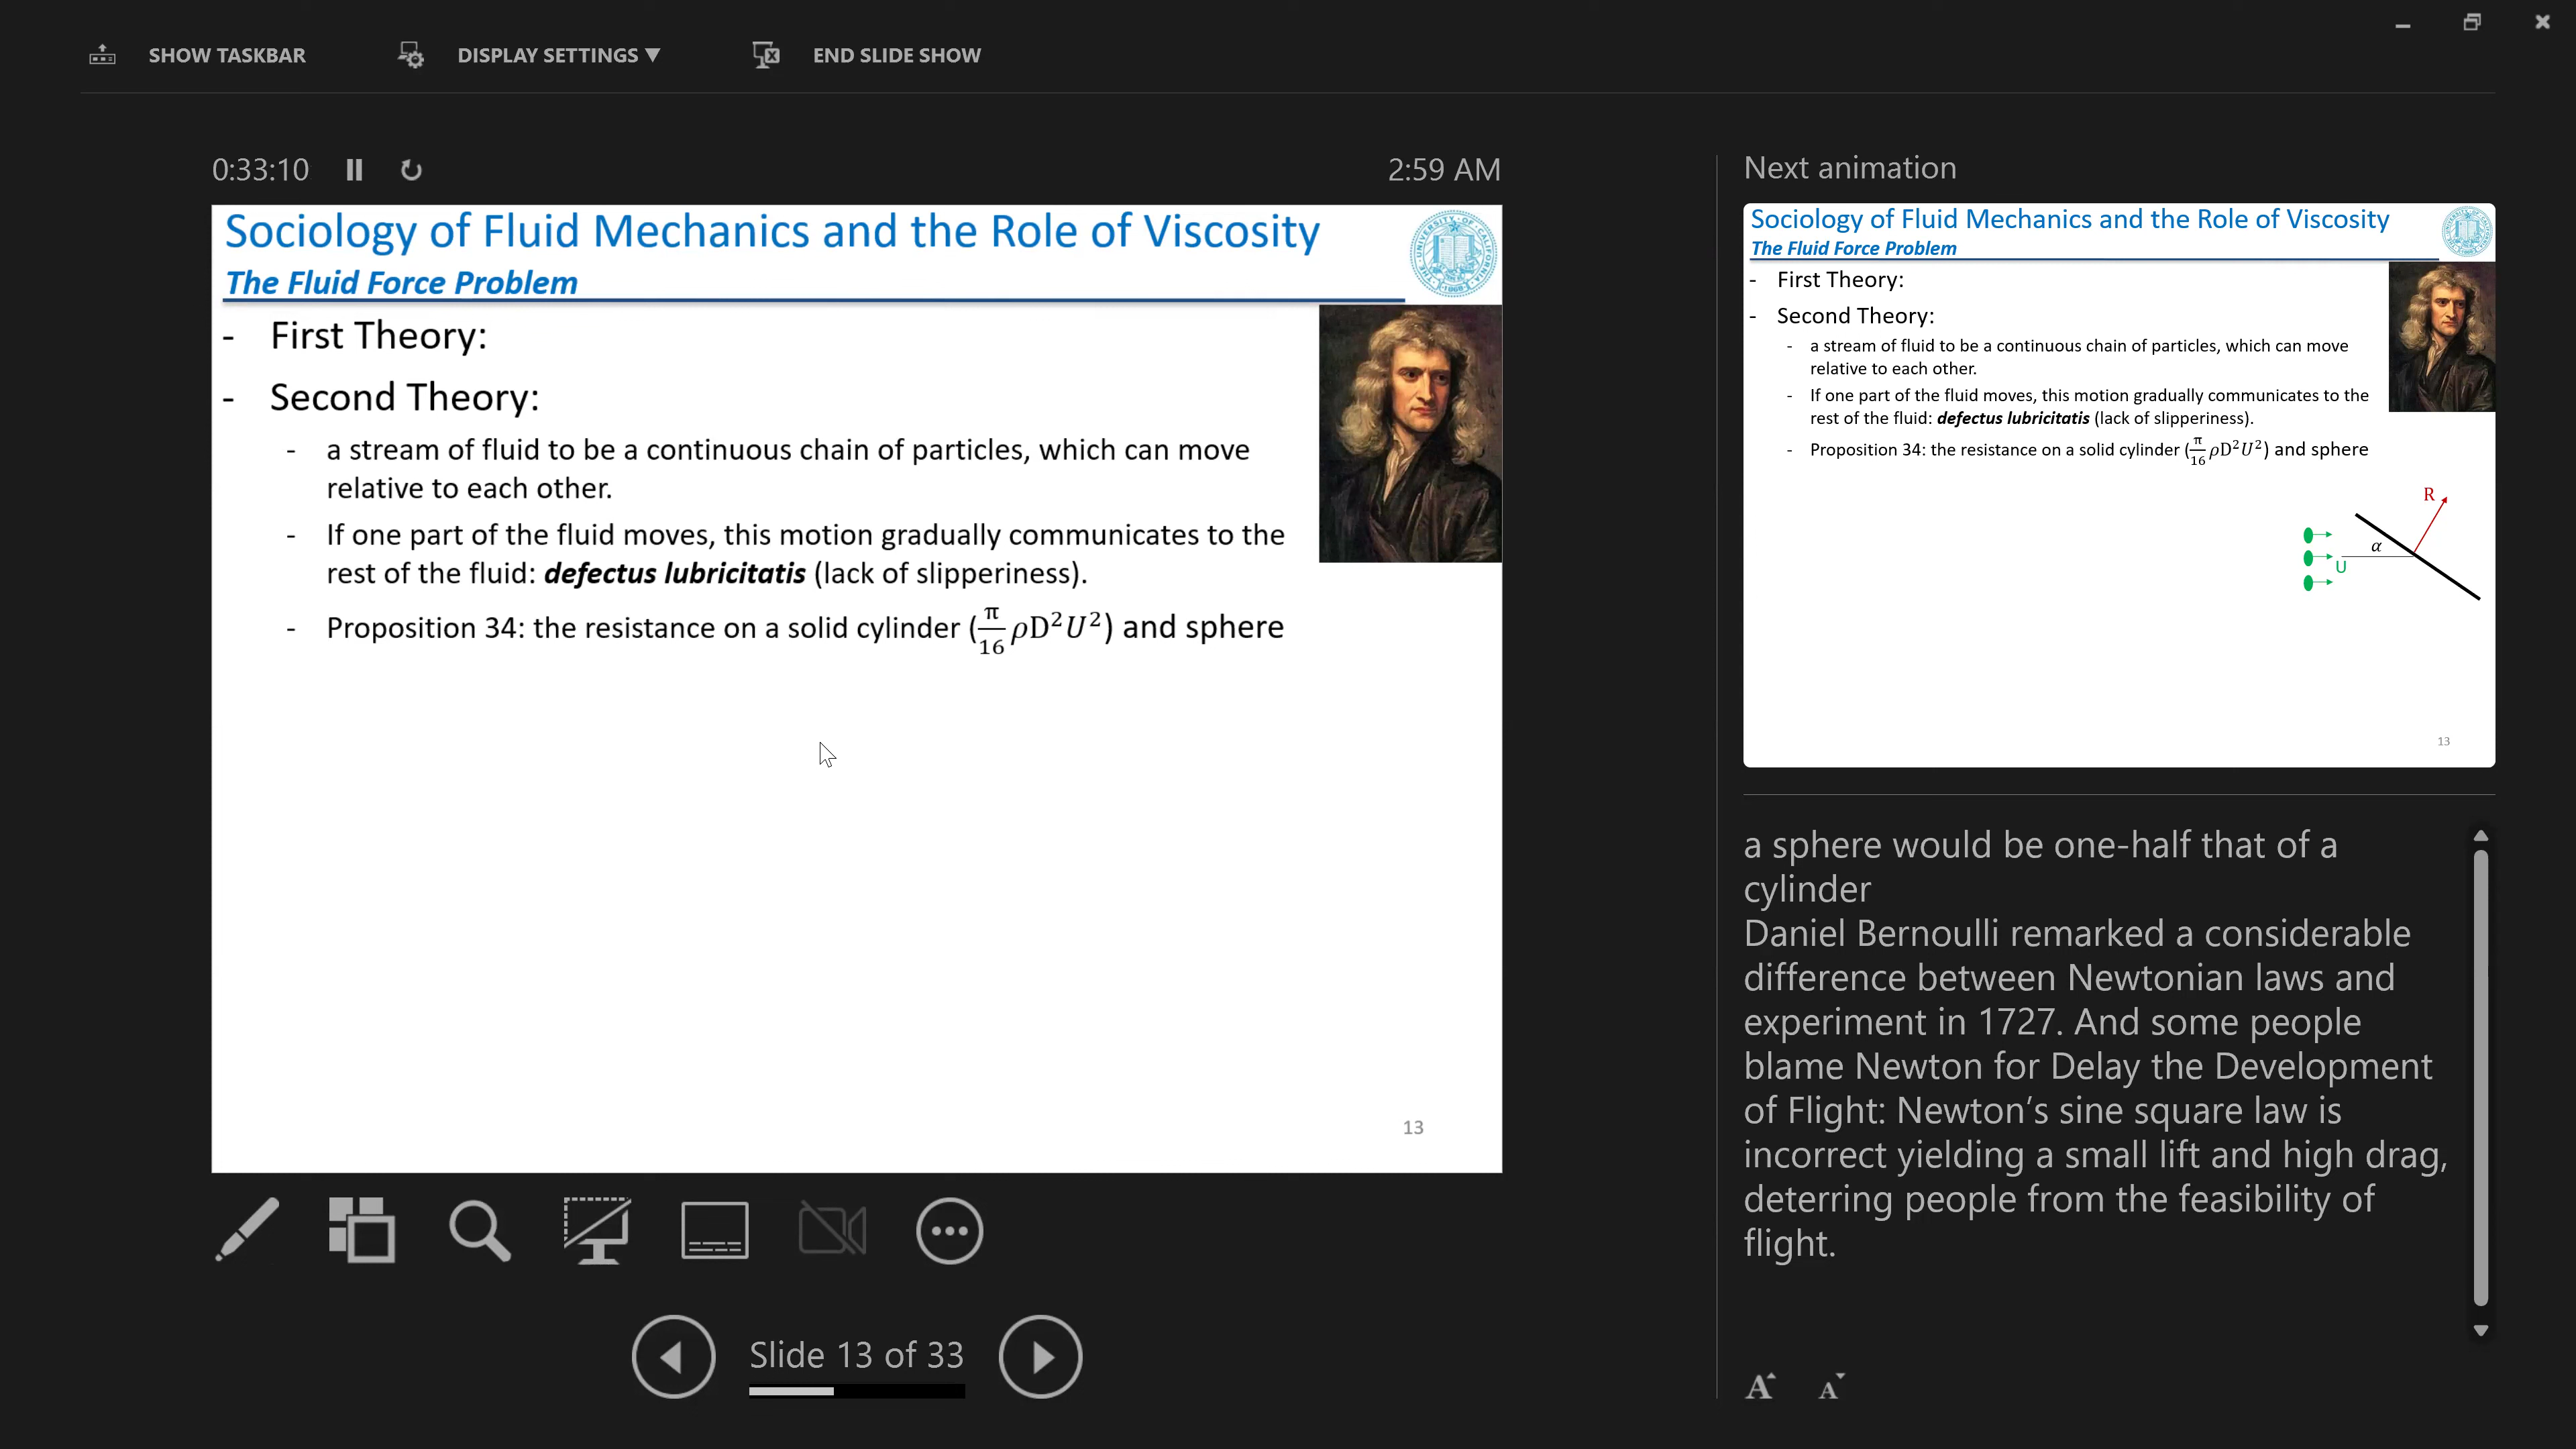 SHOW TASKBAR
DISPLAY SETTINGS ▼
END SLIDE SHOW
0:33:10
2:59 AM
Sociology of Fluid Mechanics and the Role of Viscosity
The Fluid Force Problem
- First Theory:
- Second Theory:
- a stream of fluid to be a continuous chain of particles, which can move
relative to each other.
- If one part of the fluid moves, this motion gradually communicates to the
rest of the fluid: defectus lubricitatis (lack of slipperiness).
- Proposition 34: the resistance on a solid cylinder (π/16 ρD²U²) and sphere
13
Slide 13 of 33
Next animation
Sociology of Fluid Mechanics and the Role of Viscosity
The Fluid Force Problem
- First Theory:
- Second Theory:
- a stream of fluid to be a continuous chain of particles, which can move
relative to each other.
- If one part of the fluid moves, this motion gradually communicates to the
rest of the fluid: defectus lubricitatis (lack of slipperiness).
- Proposition 34: the resistance on a solid cylinder (π/16 ρD²U²) and sphere
R
α
U
13
a sphere would be one-half that of a
cylinder
Daniel Bernoulli remarked a considerable
difference between Newtonian laws and
experiment in 1727. And some people
blame Newton for Delay the Development
of Flight: Newton’s sine square law is
incorrect yielding a small lift and high drag,
deterring people from the feasibility of
flight.
A A